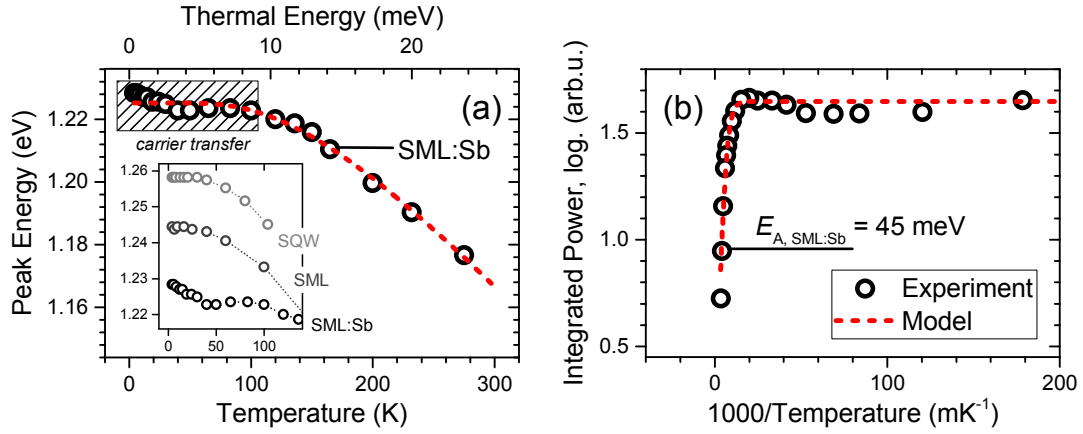 Thermal Energy (meV)
0 10 20
(a)
1.22
1.20
1.18
1.16
Peak Energy (eV)
carrier transfer
SML:Sb
1.26
1.25
1.24
1.23
1.22
SQW
SML
SML:Sb
0 50 100
0 100 200 300
Temperature (K)
(b)
Integrated Power, log. (arb.u.)
1.5
1.0
0.5
E_A, SML:Sb = 45 meV
Experiment
Model
0 100 200
1000/Temperature (mK⁻¹)